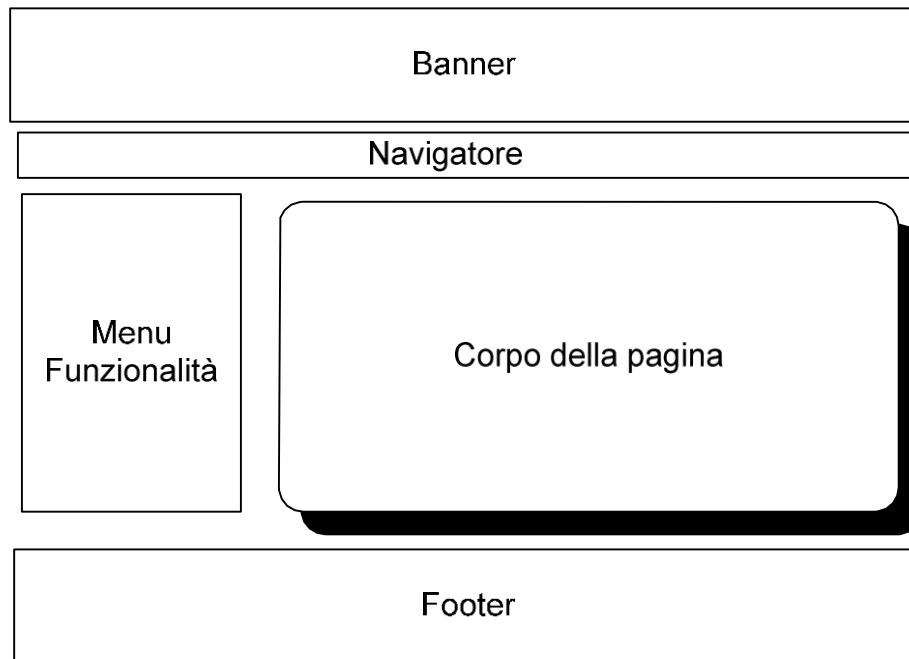 Banner
Navigatore
Menu
Funzionalità
Corpo della pagina
Footer